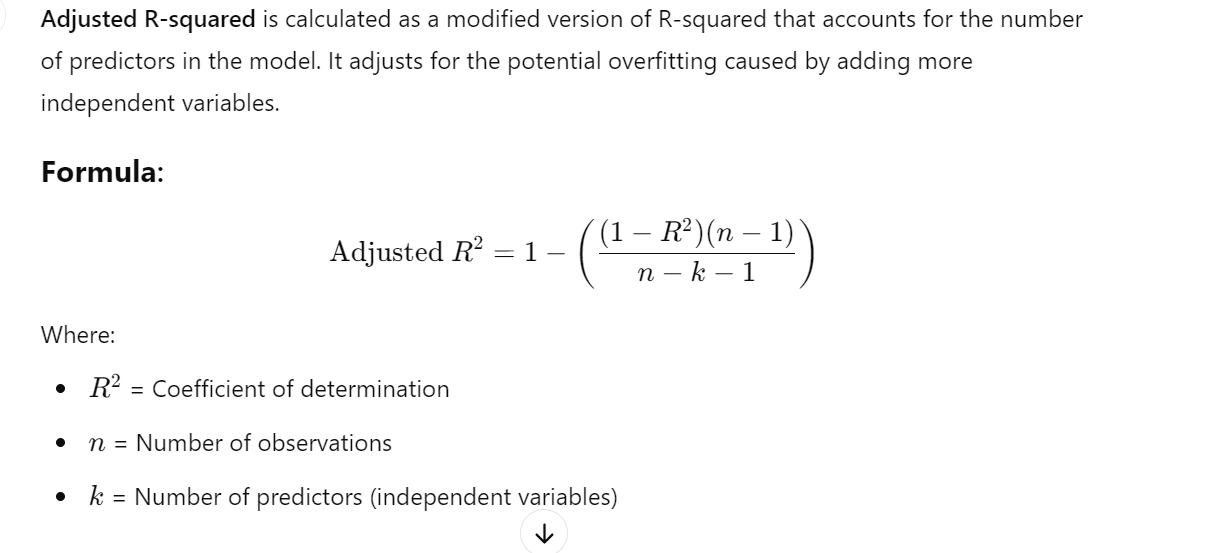 Adjusted R-squared is calculated as a modified version of R-squared that accounts for the number
of predictors in the model. It adjusts for the potential overfitting caused by adding more
independent variables.
Formula:
Adjusted R² = 1 − ( (1 − R²)(n − 1) / n − k − 1 )
Where:
• R² = Coefficient of determination
• n = Number of observations
• k = Number of predictors (independent variables)